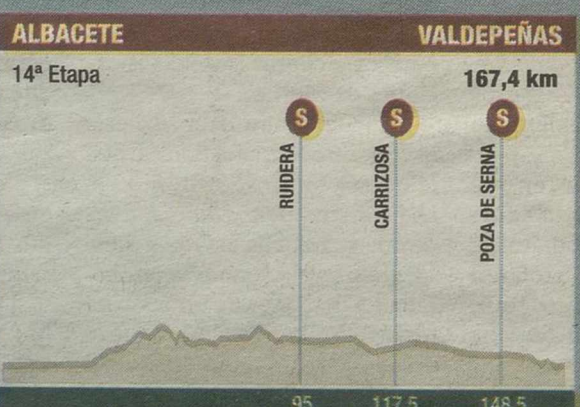 ALBACETE VALDEPEÑAS
14ª Etapa 167,4 km
S S S
RUIDERA
CARRIZOSA
POZA DE SERNA
95 117,5 148,5